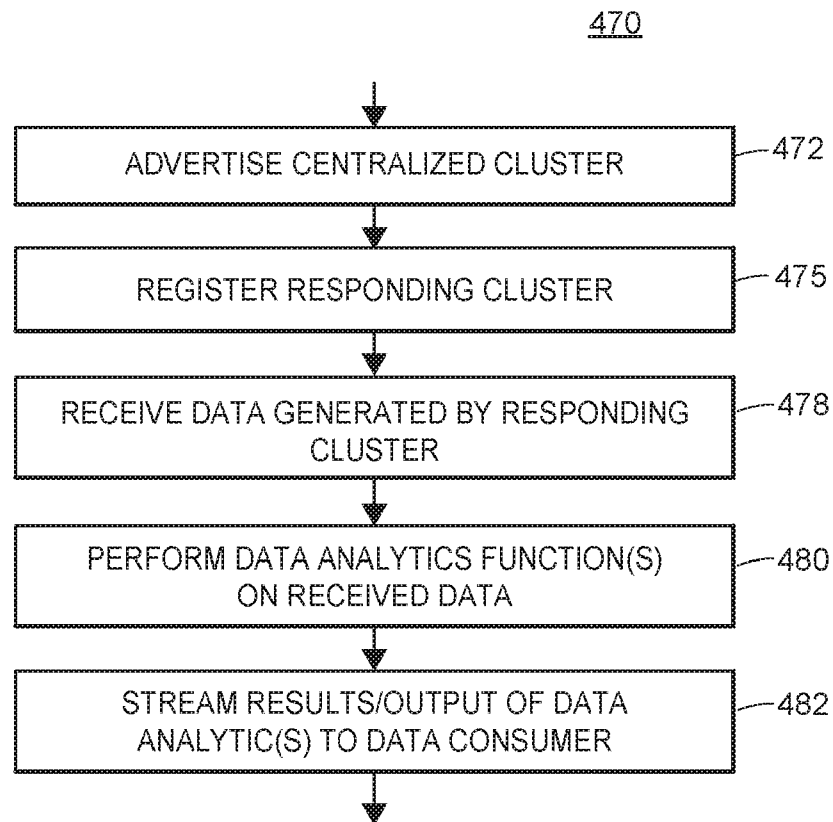 470
ADVERTISE CENTRALIZED CLUSTER
472
REGISTER RESPONDING CLUSTER
475
RECEIVE DATA GENERATED BY RESPONDING
CLUSTER
478
PERFORM DATA ANALYTICS FUNCTION(S)
ON RECEIVED DATA
480
STREAM RESULTS/OUTPUT OF DATA
ANALYTIC(S) TO DATA CONSUMER
482